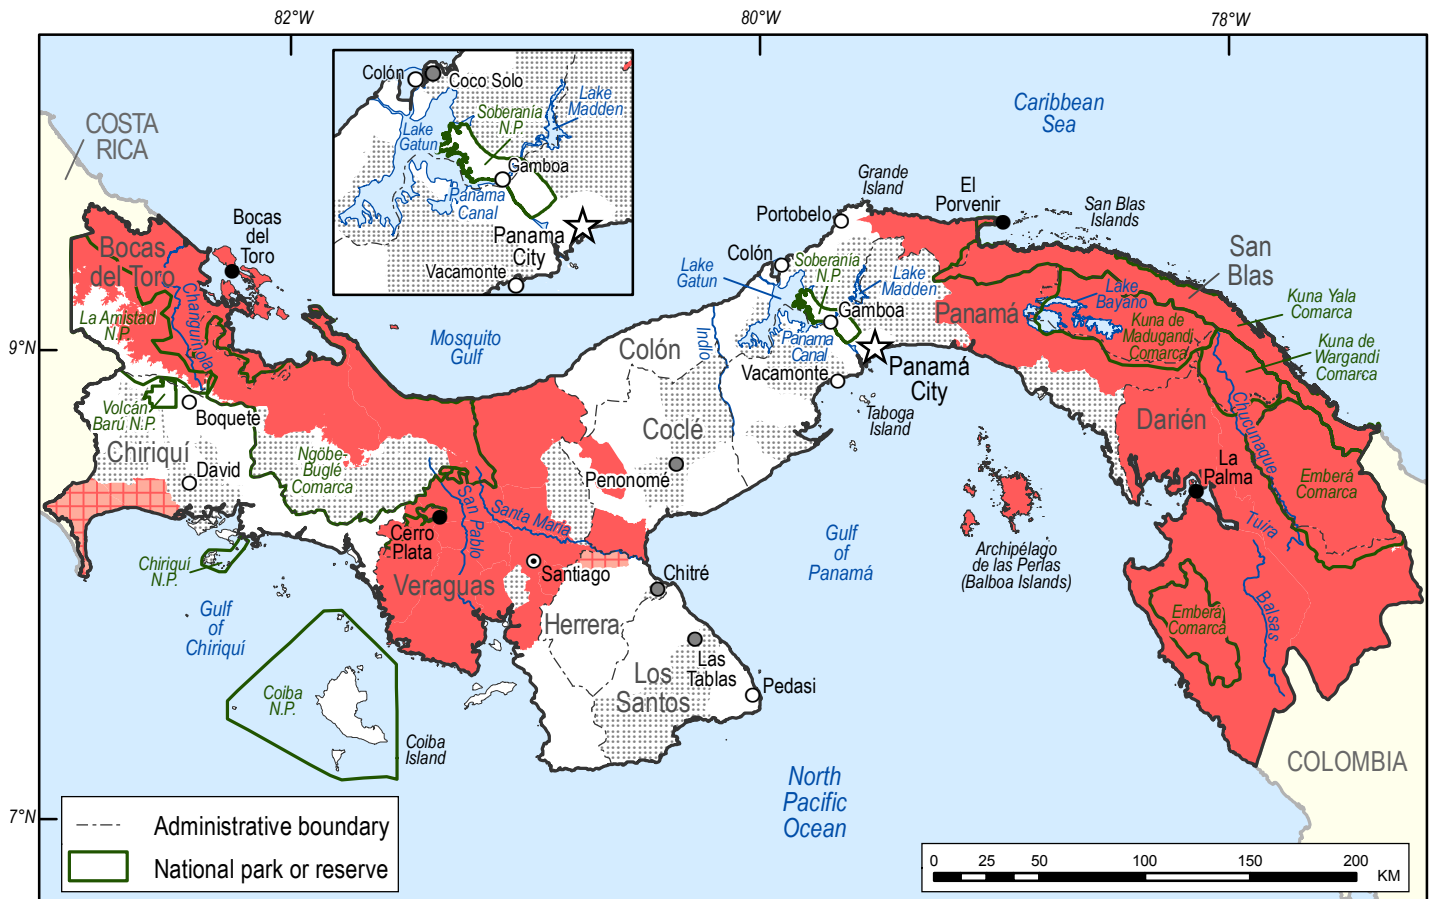 82°W
80°W
78°W
9°N
7°N
COSTA
RICA
Colón
Coco Solo
Soberanía
N.P.
Lake
Madden
Lake
Gatun
Gamboa
Panama
Canal
Panama
City
Vacamonte
Caribbean
Sea
Bocas
del Toro
Bocas
del
Toro
Changuinola
La Amistad
N.P.
Mosquito
Gulf
Volcán
Barú N.P.
Boquete
Chiriquí
David
Ngöbe-
Buglé
Comarca
Chiriquí
N.P.
Gulf
of
Chiriquí
Coiba
N.P.
Coiba
Island
Cerro
Plata
San Pablo
Santa María
Veraguas
Santiago
Herrera
Chitré
Los
Santos
Las
Tablas
Pedasí
Penonomé
Coclé
Colón
Indio
Grande
Island
Portobelo
Colón
El
Porvenir
San Blas
Islands
San
Blas
Lake
Gatun
Soberanía
N.P.
Lake
Madden
Gamboa
Panama
Canal
Vacamonte
Panamá
City
Taboga
Island
Panamá
Lake
Bayano
Kuna de
Madugandí
Comarca
Kuna Yala
Comarca
Kuna de
Wargandi
Comarca
Darién
Chucunaque
La
Palma
Emberá
Comarca
Tuira
Balsas
Emberá
Comarca
Gulf
of
Panamá
Archipélago
de las Perlas
(Balboa Islands)
North
Pacific
Ocean
COLOMBIA
Administrative boundary
National park or reserve
0 25 50 100 150 200
KM